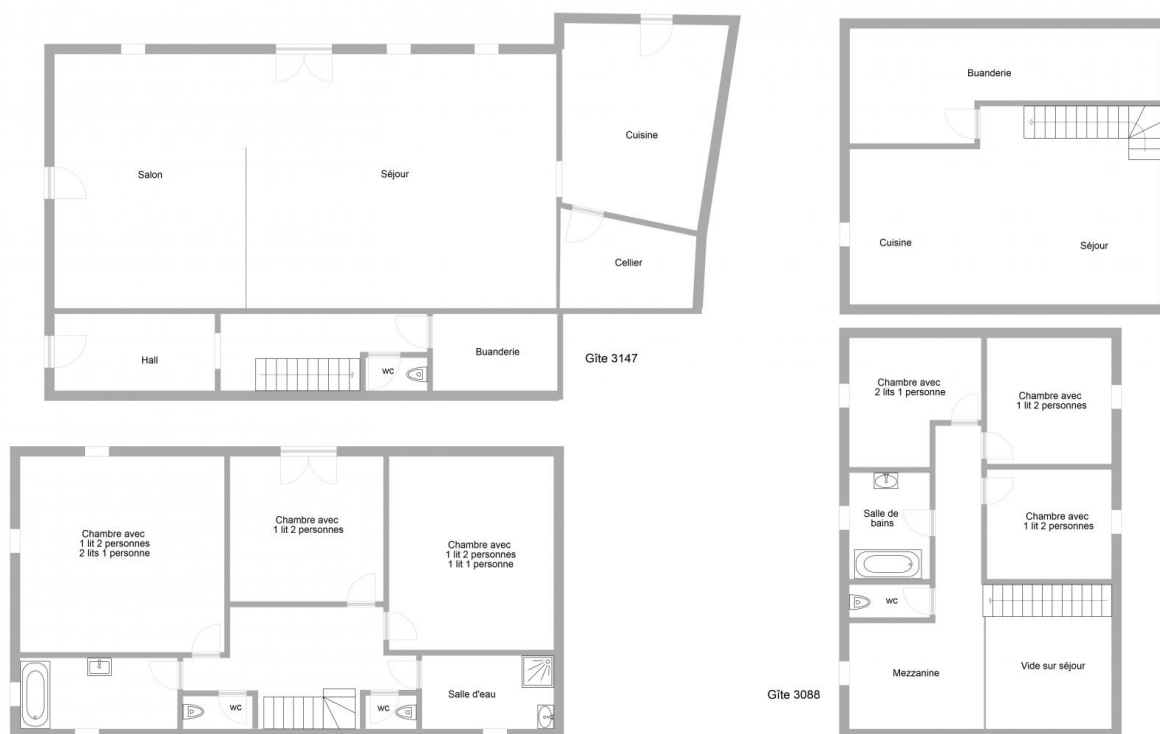 Salon
Séjour
Cuisine
Cellier
Hall
WC
Buanderie
Gîte 3147
Chambre avec
1 lit 2 personnes
2 lits 1 personne
Chambre avec
1 lit 2 personnes
Chambre avec
1 lit 2 personnes
1 lit 1 personne
WC
WC
Salle d'eau
Buanderie
Cuisine
Séjour
Chambre avec
2 lits 1 personne
Chambre avec
1 lit 2 personnes
Salle de
bains
Chambre avec
1 lit 2 personnes
WC
Mezzanine
Vide sur séjour
Gîte 3088